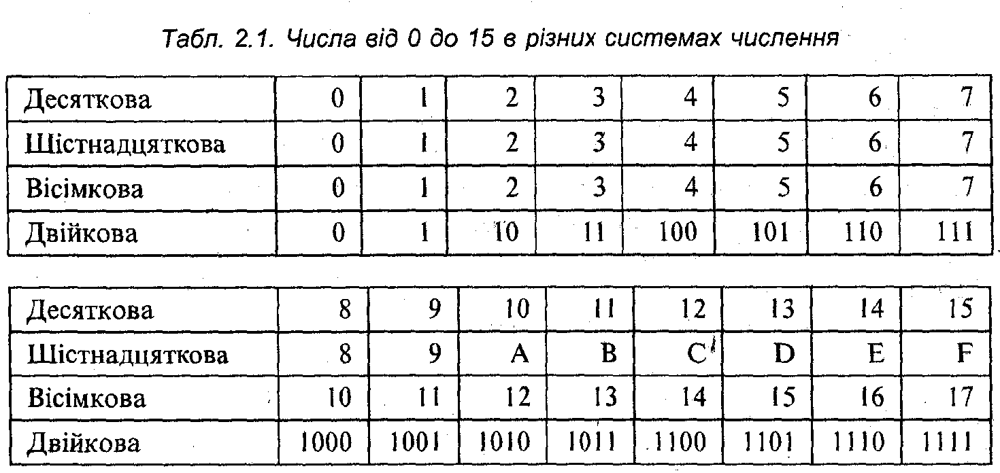 Табл. 2.1. Числа від 0 до 15 в різних системах числення
Десяткова 0 1 2 3 4 5 6 7
Шістнадцяткова 0 1 2 3 4 5 6 7
Вісімкова 0 1 2 3 4 5 6 7
Двійкова 0 1 10 11 100 101 110 111
Десяткова 8 9 10 11 12 13 14 15
Шістнадцяткова 8 9 A B C D E F
Вісімкова 10 11 12 13 14 15 16 17
Двійкова 1000 1001 1010 1011 1100 1101 1110 1111